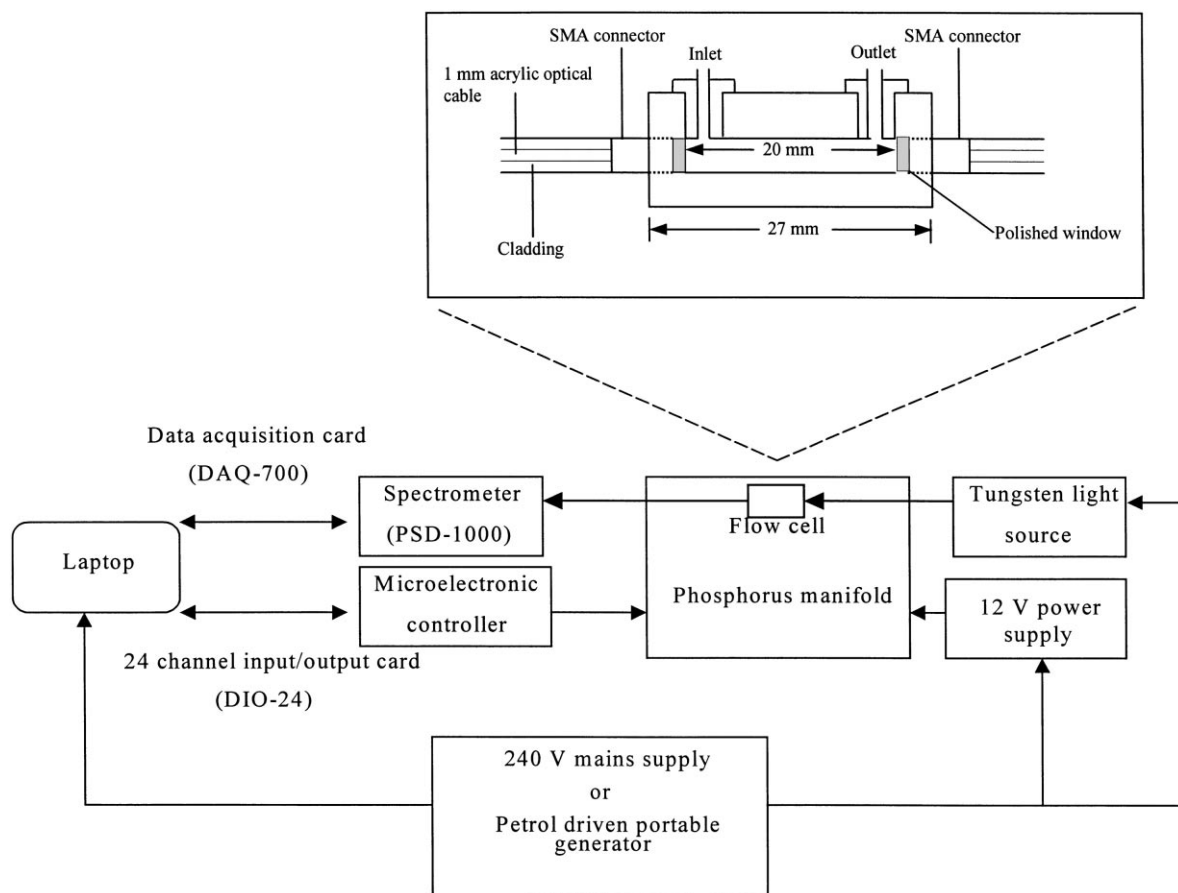 SMA connector
SMA connector
Inlet
Outlet
1 mm acrylic optical
cable
20 mm
27 mm
Cladding
Polished window
Data acquisition card
(DAQ-700)
Spectrometer
(PSD-1000)
Flow cell
Tungsten light
source
Laptop
Microelectronic
controller
Phosphorus manifold
12 V power
supply
24 channel input/output card
(DIO-24)
240 V mains supply
or
Petrol driven portable
generator